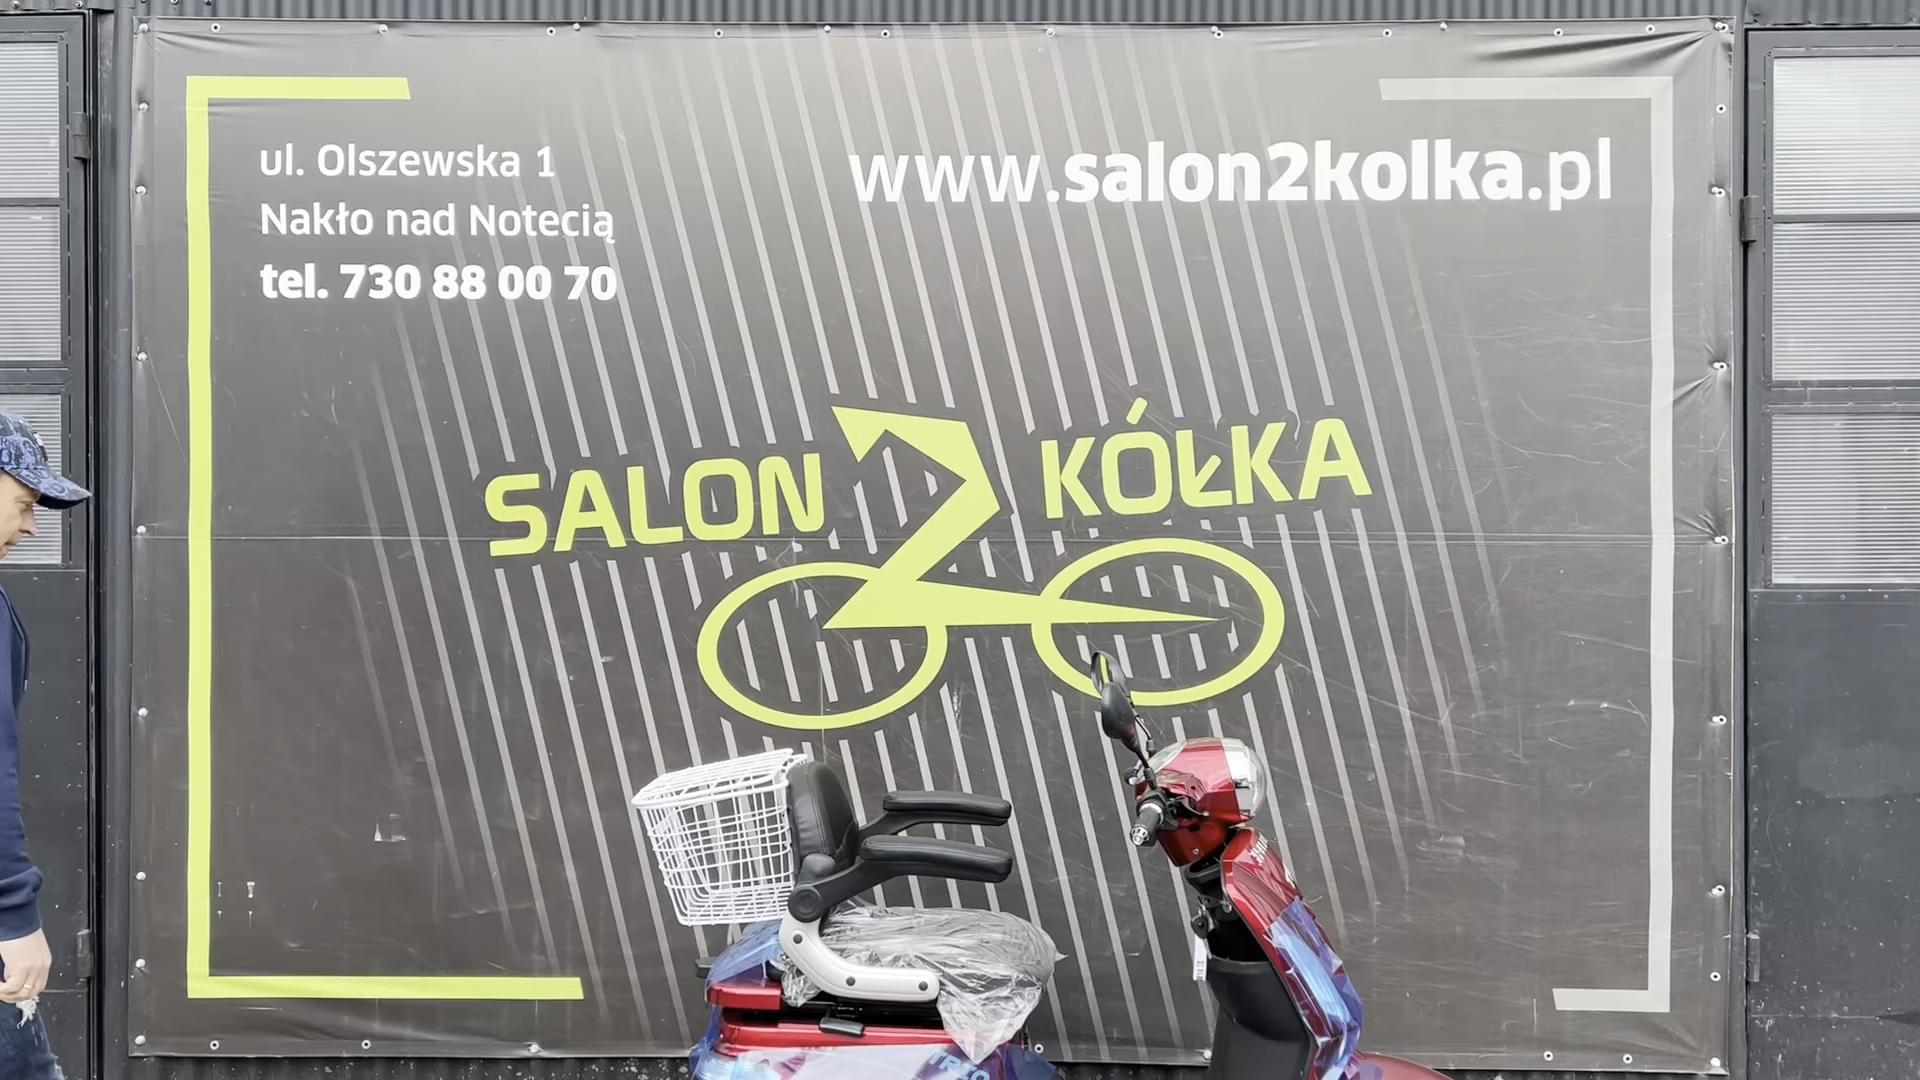 ul. Olszewska 1
Nakło nad Notecią
tel. 730 88 00 70
www.salon2kolka.pl
SALON 2 KÓŁKA